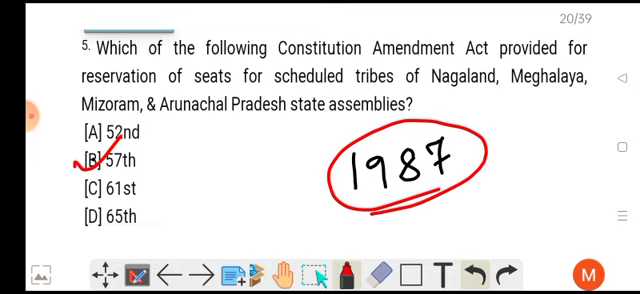 20/39
5. Which of the following Constitution Amendment Act provided for
reservation of seats for scheduled tribes of Nagaland, Meghalaya,
Mizoram, & Arunachal Pradesh state assemblies?
[A] 52nd
[B] 57th
[C] 61st
[D] 65th
1987
T
M